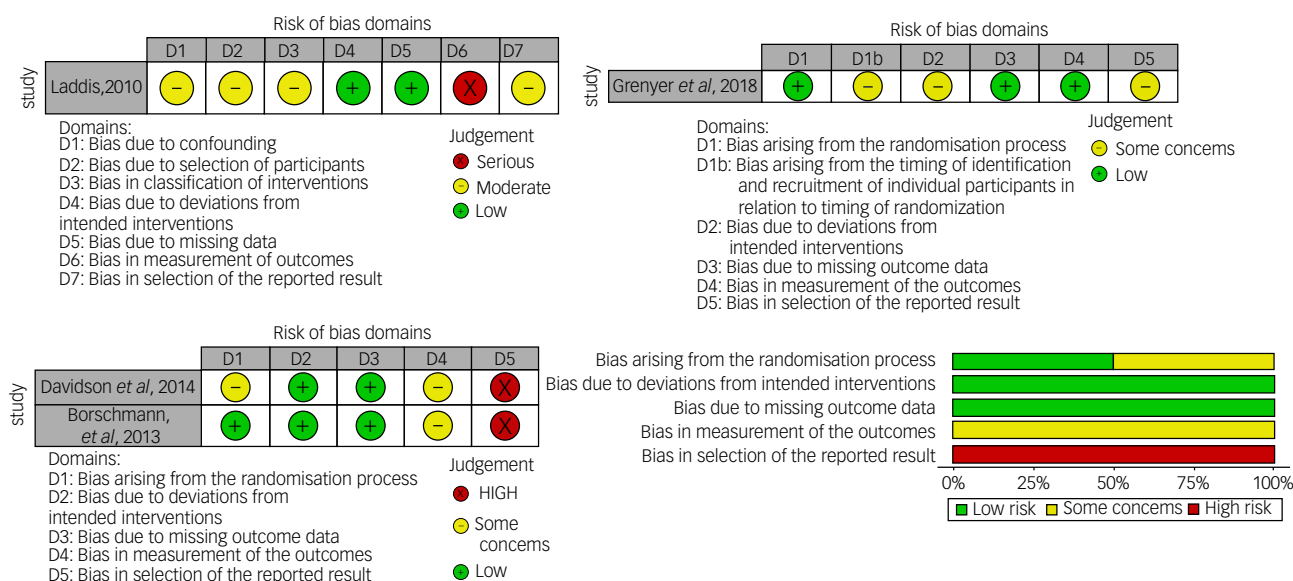 Risk of bias domains
D1 D2 D3 D4 D5 D6 D7
study
Laddis,2010 - - - + + X -
Domains:
D1: Bias due to confounding
D2: Bias due to selection of participants
D3: Bias in classification of interventions
D4: Bias due to deviations from
intended interventions
D5: Bias due to missing data
D6: Bias in measurement of outcomes
D7: Bias in selection of the reported result
Judgement
X Serious
- Moderate
+ Low
Risk of bias domains
D1 D1b D2 D3 D4 D5
study
Grenyer et al, 2018 + - - + + -
Domains:
D1: Bias arising from the randomisation process
D1b: Bias arising from the timing of identification
and recruitment of individual participants in
relation to timing of randomization
D2: Bias due to deviations from
intended interventions
D3: Bias due to missing outcome data
D4: Bias in measurement of the outcomes
D5: Bias in selection of the reported result
Judgement
- Some concems
+ Low
Risk of bias domains
D1 D2 D3 D4 D5
study
Davidson et al, 2014 - + + - X
Borschmann,
et al, 2013 + + + - X
Domains:
D1: Bias arising from the randomisation process
D2: Bias due to deviations from
intended interventions
D3: Bias due to missing outcome data
D4: Bias in measurement of the outcomes
D5: Bias in selection of the reported result
Judgement
X HIGH
- Some
concems
+ Low
Bias arising from the randomisation process
Bias due to deviations from intended interventions
Bias due to missing outcome data
Bias in measurement of the outcomes
Bias in selection of the reported result
0% 25% 50% 75% 100%
Low risk Some concems High risk